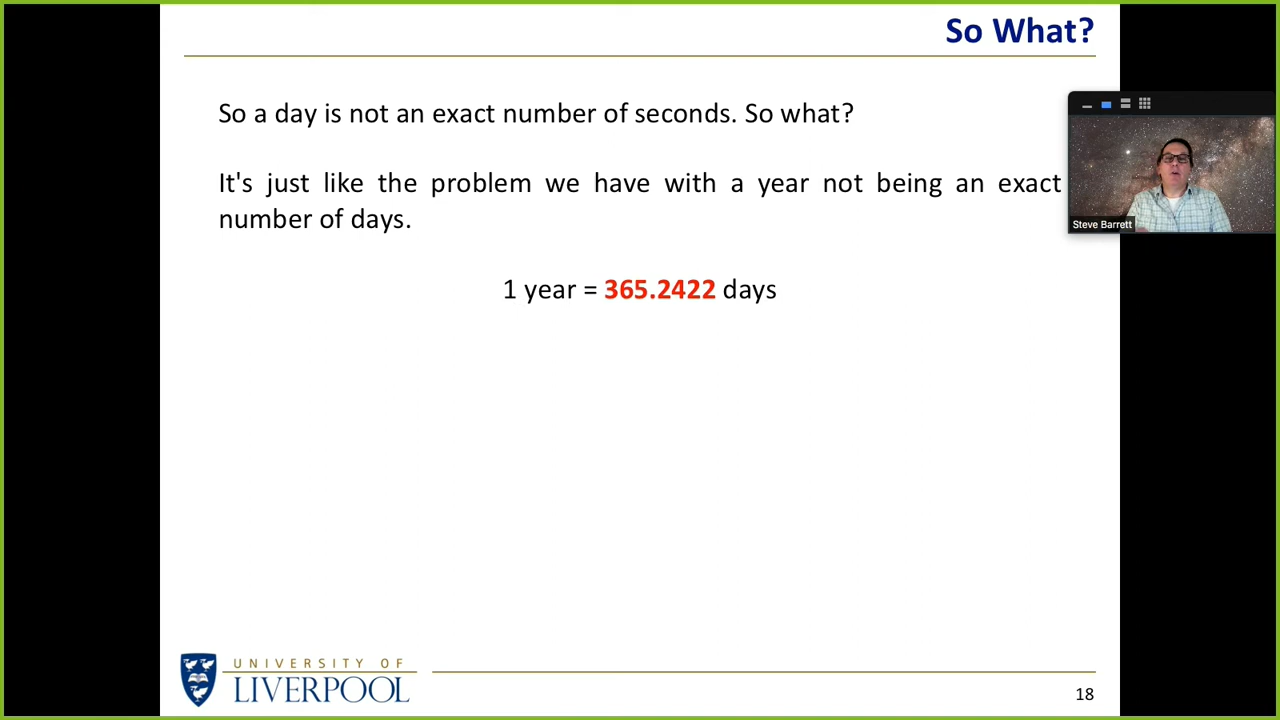 So What?
So a day is not an exact number of seconds. So what?
It's just like the problem we have with a year not being an exact
number of days.
Steve Barrett
1 year = 365.2422 days
UNIVERSITY OF
LIVERPOOL
18